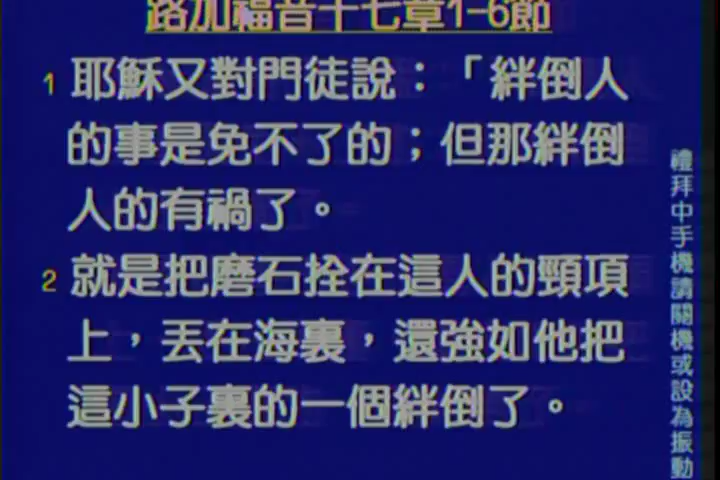 路加福音十七章1-6節
1 耶穌又對門徒說：「絆倒人
的事是免不了的；但那絆倒
人的有禍了。
2 就是把磨石拴在這人的頸項
上，丟在海裏，還強如他把
這小子裏的一個絆倒了。
禮拜中手機請關機或設為振動